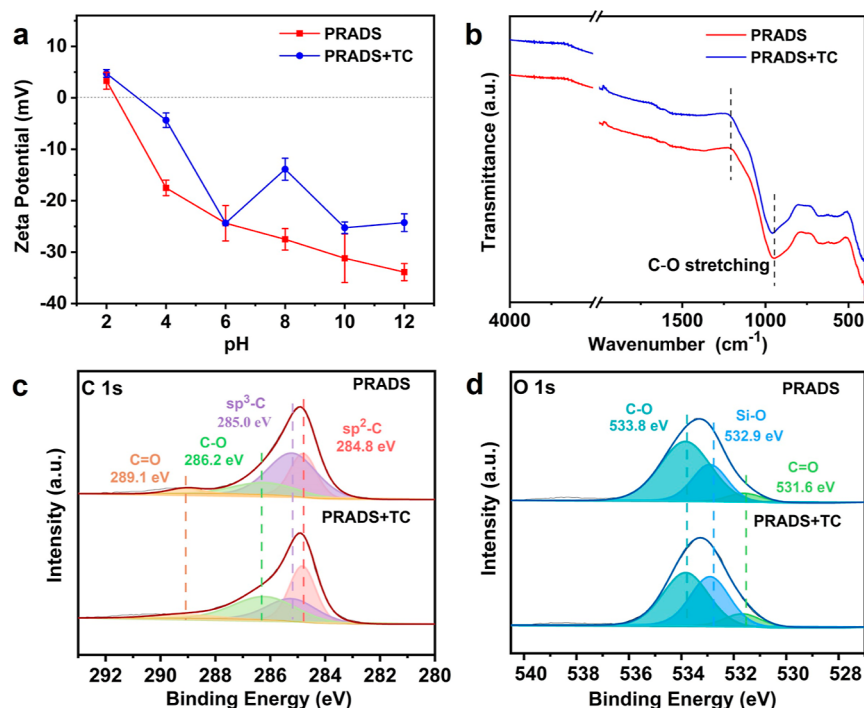 a
PRADS
PRADS+TC
10
0
-10
-20
-30
-40
Zeta Potential (mV)
2
4
6
8
10
12
pH
b
PRADS
PRADS+TC
Transmittance (a.u.)
C-O stretching
4000
1500
1000
500
Wavenumber (cm⁻¹)
c
C 1s
PRADS
sp³-C
285.0 eV
sp²-C
284.8 eV
C-O
286.2 eV
C=O
289.1 eV
PRADS+TC
Intensity (a.u.)
292
290
288
286
284
282
280
Binding Energy (eV)
d
O 1s
PRADS
C-O
533.8 eV
Si-O
532.9 eV
C=O
531.6 eV
PRADS+TC
Intensity (a.u.)
540
538
536
534
532
530
528
Binding Energy (eV)